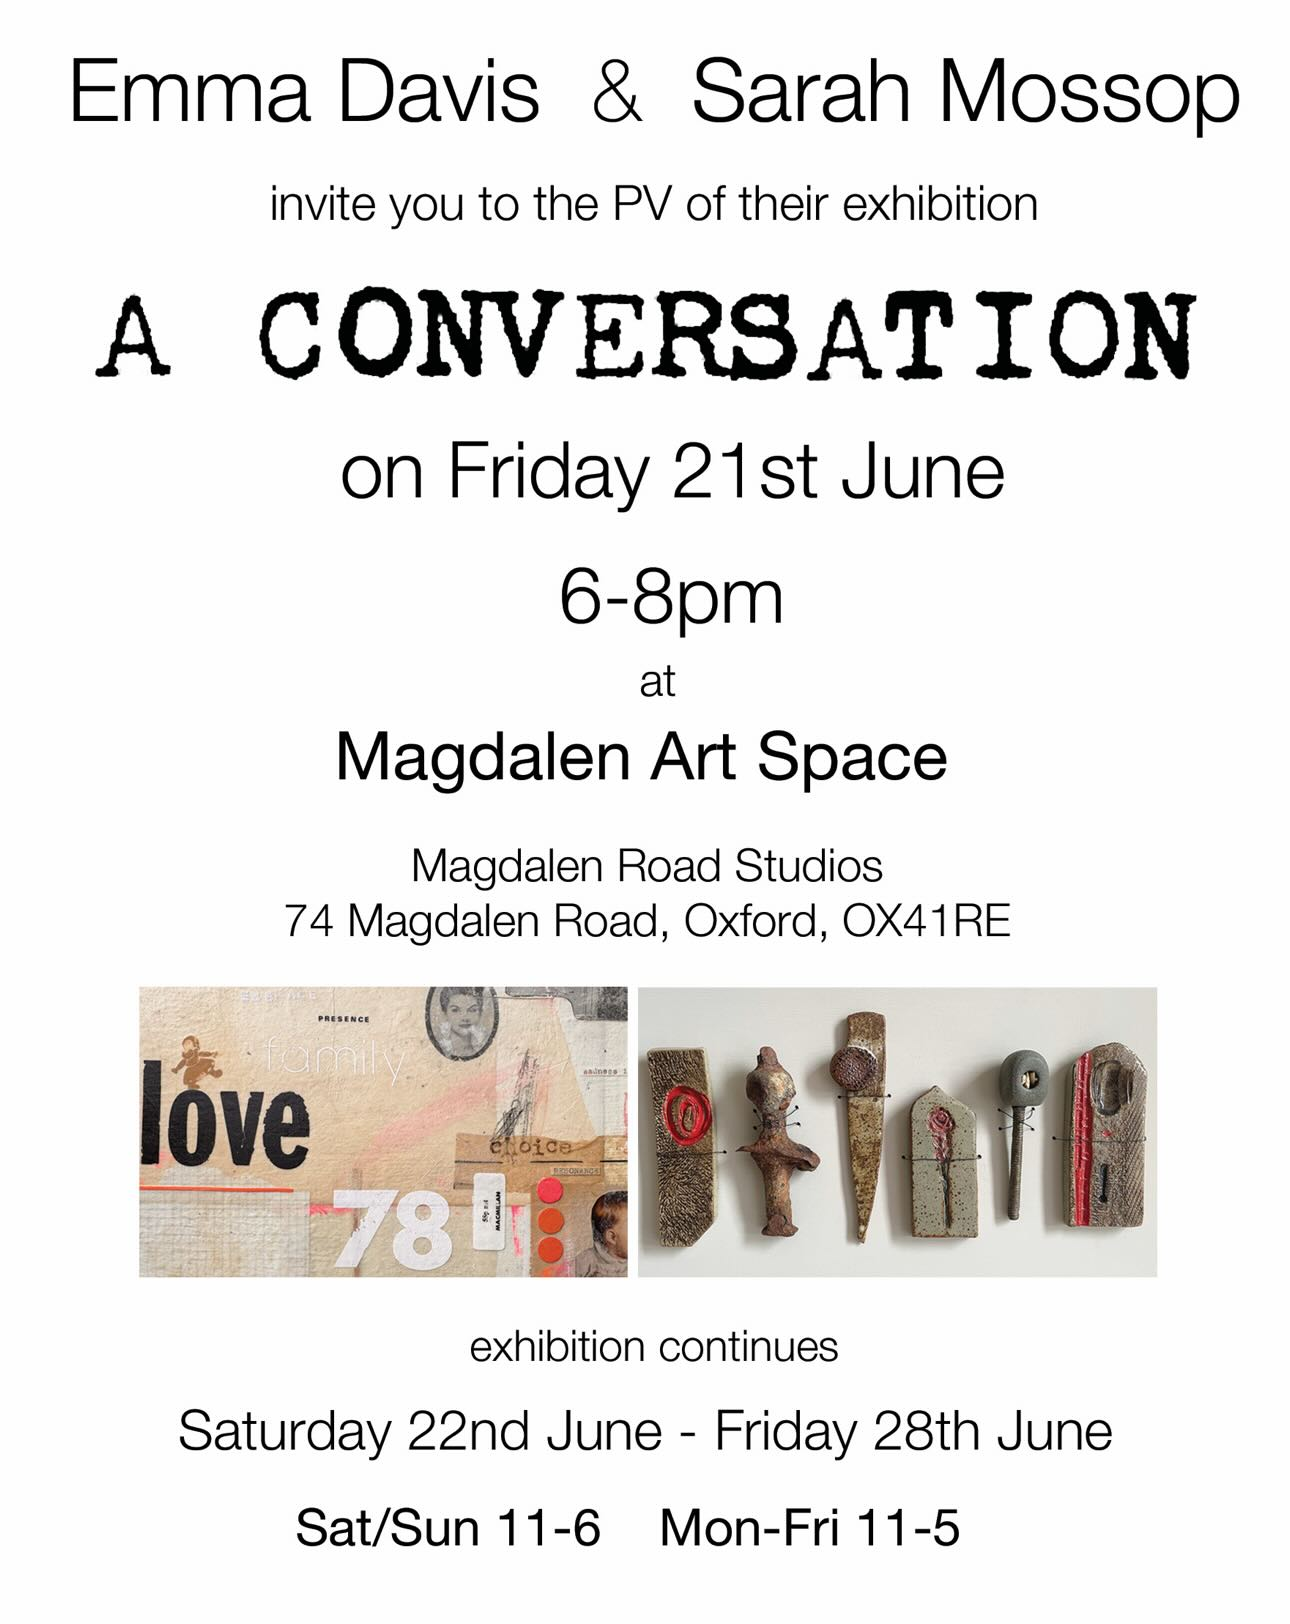 Emma Davis & Sarah Mossop
invite you to the PV of their exhibition
A CONVERSATION
on Friday 21st June
6-8pm
at
Magdalen Art Space
Magdalen Road Studios
74 Magdalen Road, Oxford, OX41RE
PRESENCE
family
love
choice
RESONANCE
78
MACMILLAN
exhibition continues
Saturday 22nd June - Friday 28th June
Sat/Sun 11-6 Mon-Fri 11-5